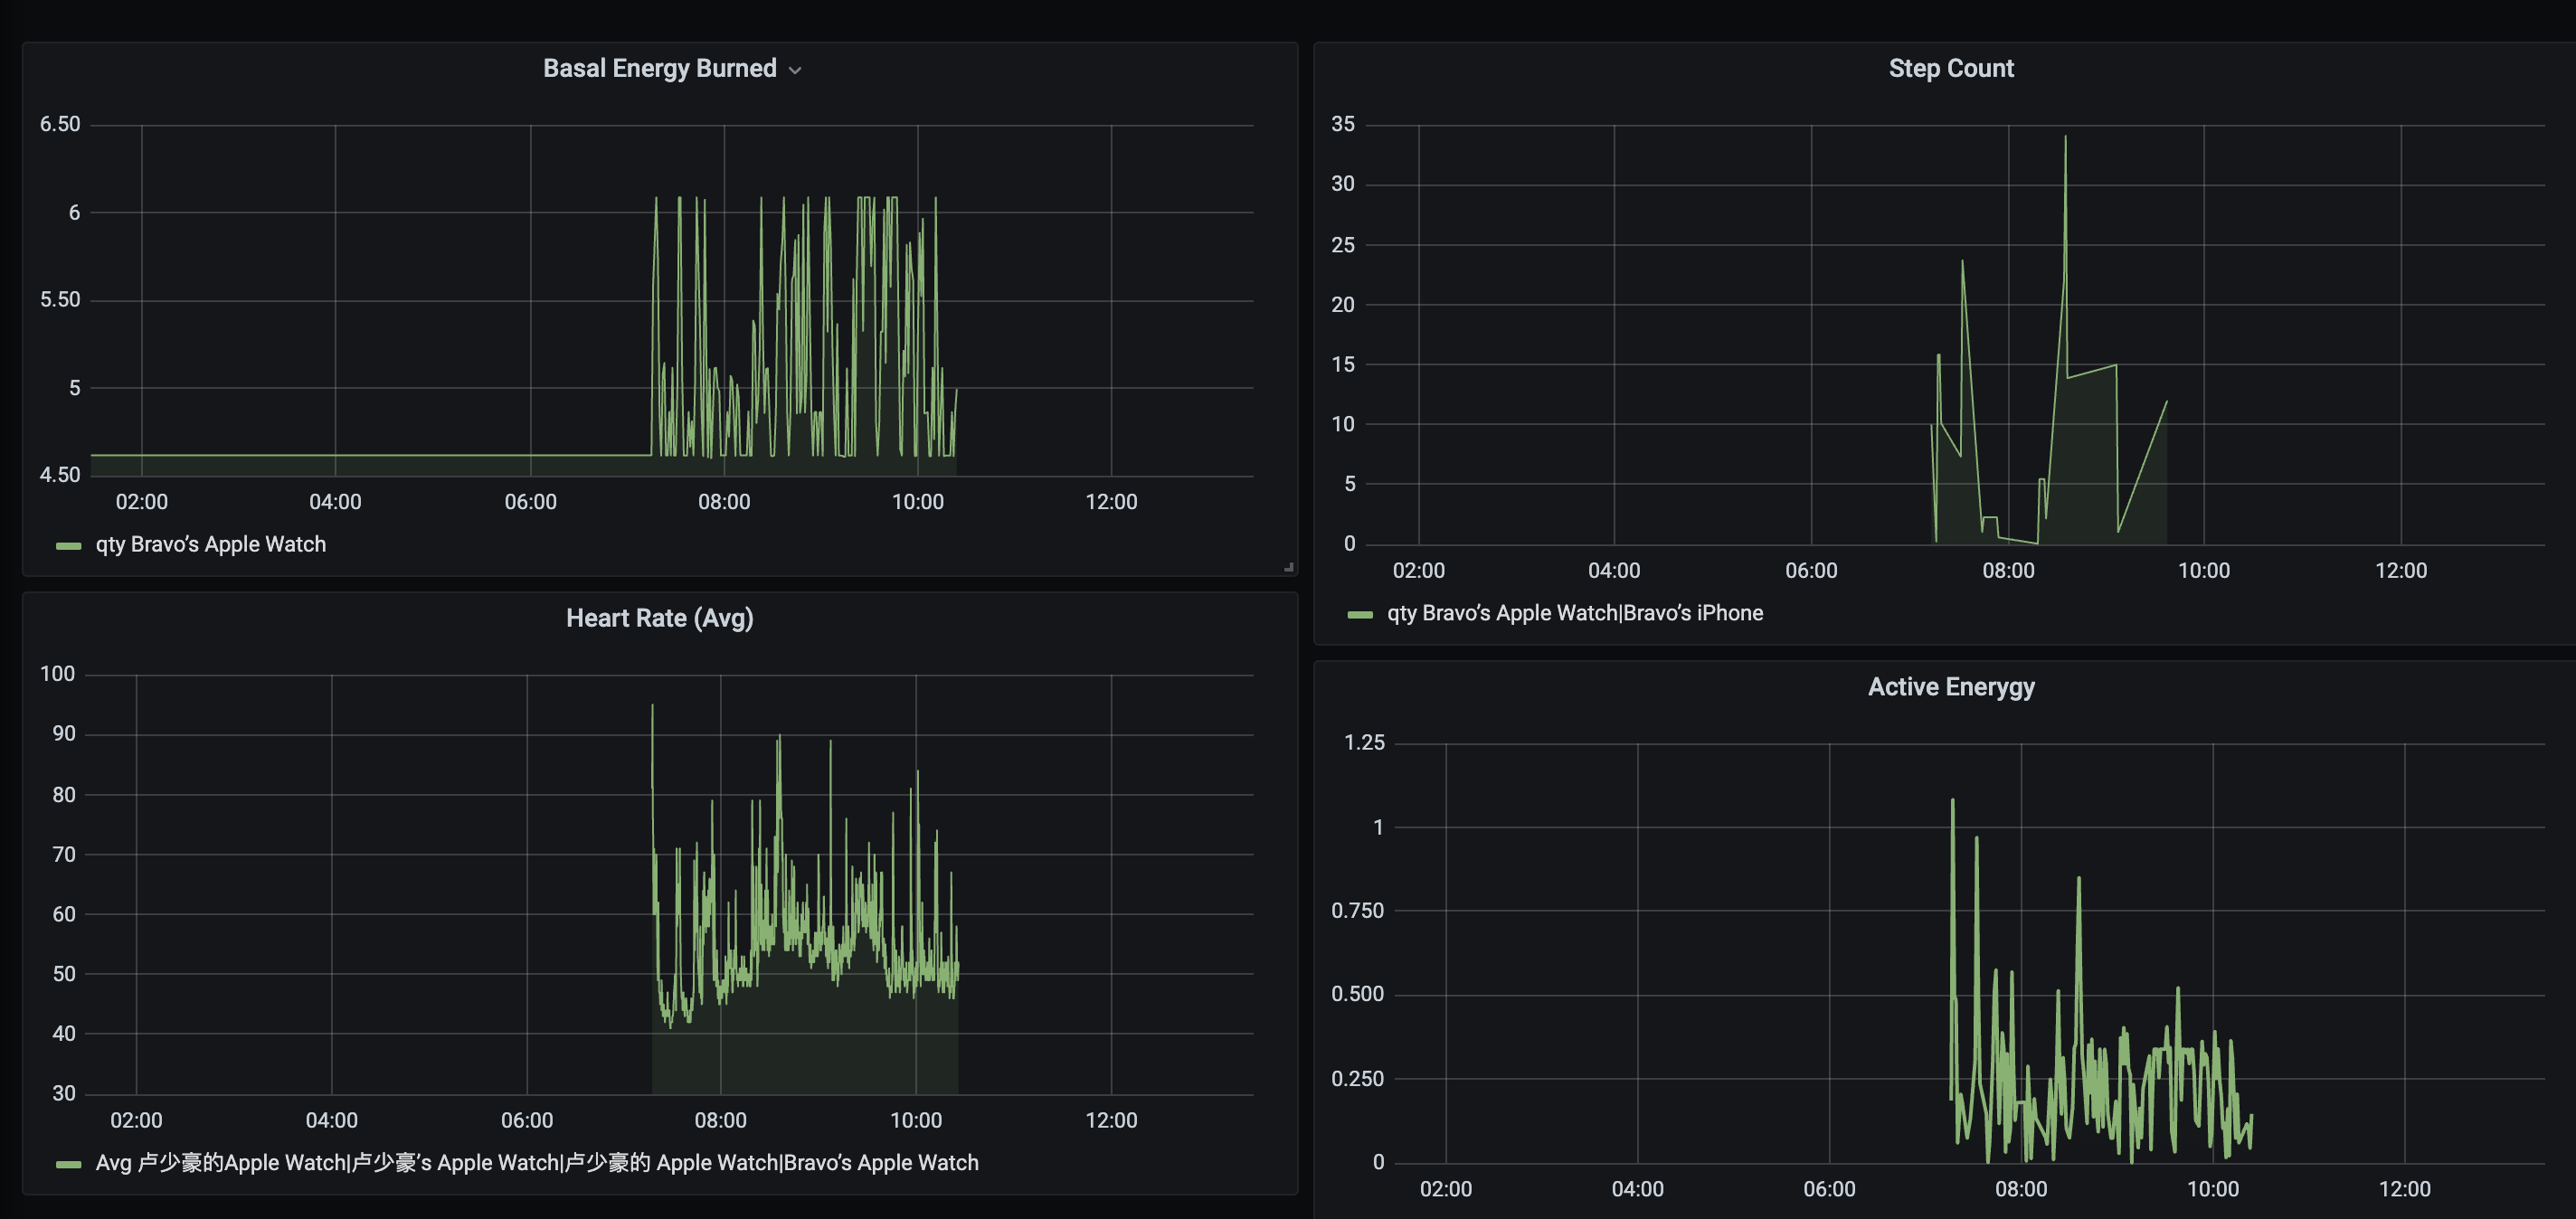 Basal Energy Burned
6.50
6
5.50
5
4.50
02:00 04:00 06:00 08:00 10:00 12:00
qty Bravo’s Apple Watch
Step Count
35
30
25
20
15
10
5
0
02:00 04:00 06:00 08:00 10:00 12:00
qty Bravo’s Apple Watch|Bravo’s iPhone
Heart Rate (Avg)
100
90
80
70
60
50
40
30
02:00 04:00 06:00 08:00 10:00 12:00
Avg 卢少豪的Apple Watch|卢少豪’s Apple Watch|卢少豪的 Apple Watch|Bravo’s Apple Watch
Active Enerygy
1.25
1
0.750
0.500
0.250
0
02:00 04:00 06:00 08:00 10:00 12:00